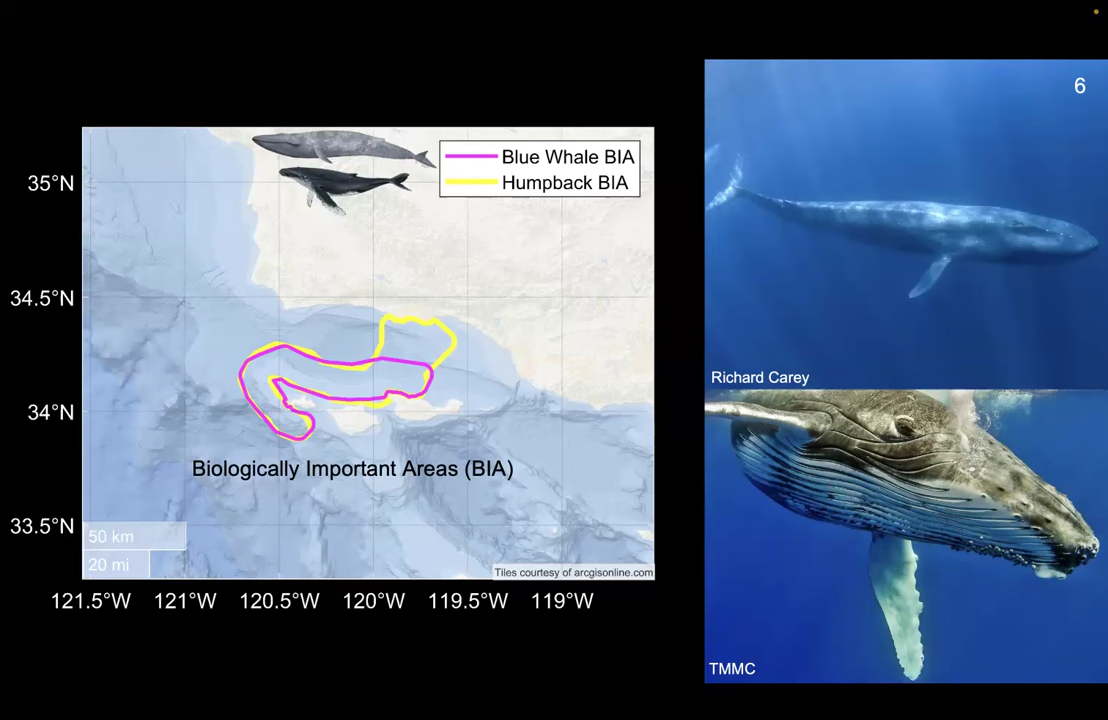 6
Blue Whale BIA
Humpback BIA
35°N
34.5°N
34°N
33.5°N
Biologically Important Areas (BIA)
50 km
20 mi
Tiles courtesy of arcgisonline.com
121.5°W 121°W 120.5°W 120°W 119.5°W 119°W
Richard Carey
TMMC